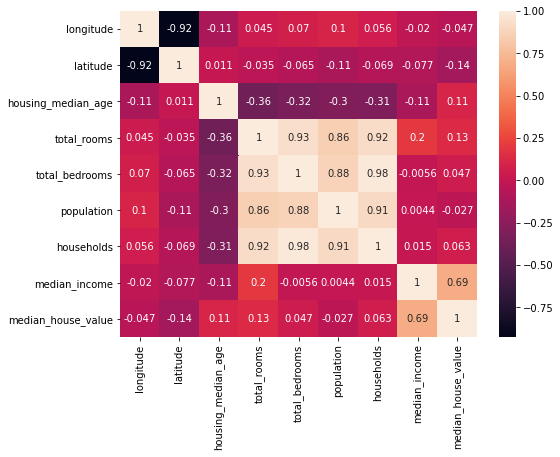 longitude 1 -0.92 -0.11 0.045 0.07 0.1 0.056 -0.02 -0.047
latitude -0.92 1 0.011 -0.035 -0.065 -0.11 -0.069 -0.077 -0.14
housing_median_age -0.11 0.011 1 -0.36 -0.32 -0.3 -0.31 -0.11 0.11
total_rooms 0.045 -0.035 -0.36 1 0.93 0.86 0.92 0.2 0.13
total_bedrooms 0.07 -0.065 -0.32 0.93 1 0.88 0.98 -0.0056 0.047
population 0.1 -0.11 -0.3 0.86 0.88 1 0.91 0.0044 -0.027
households 0.056 -0.069 -0.31 0.92 0.98 0.91 1 0.015 0.063
median_income -0.02 -0.077 -0.11 0.2 -0.0056 0.0044 0.015 1 0.69
median_house_value -0.047 -0.14 0.11 0.13 0.047 -0.027 0.063 0.69 1
longitude
latitude
housing_median_age
total_rooms
total_bedrooms
population
households
median_income
median_house_value
1.00
0.75
0.50
0.25
0.00
−0.25
−0.50
−0.75